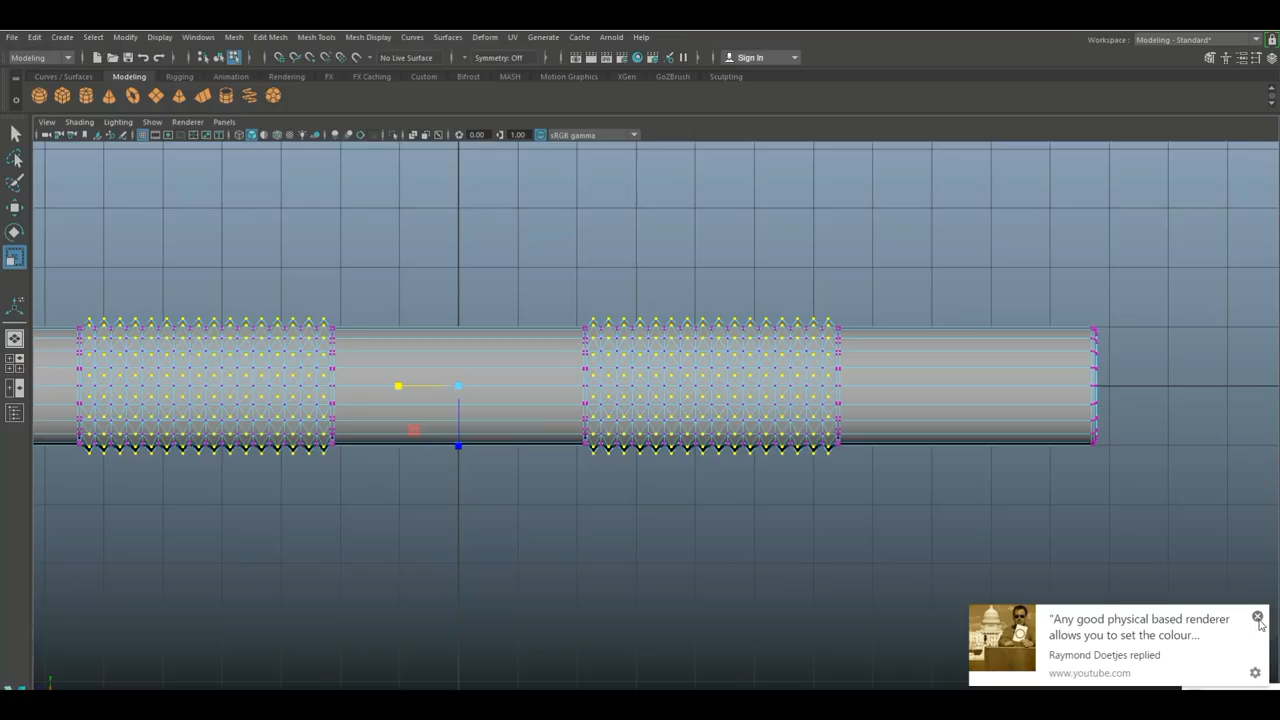 File Edit Create Select Modify Display Windows Mesh Edit Mesh Mesh Tools Mesh Display Curves Surfaces Deform UV Generate Cache Arnold Help
Workspace : Modeling - Standard*
Modeling No Live Surface Symmetry: Off Sign In
Curves / Surfaces Modeling Rigging Animation Rendering FX FX Caching Custom Bifrost MASH Motion Graphics XGen GoZBrush Sculpting
View Shading Lighting Show Renderer Panels
0.00 1.00 sRGB gamma
"Any good physical based renderer
allows you to set the colour...
Raymond Doetjes replied
www.youtube.com
y